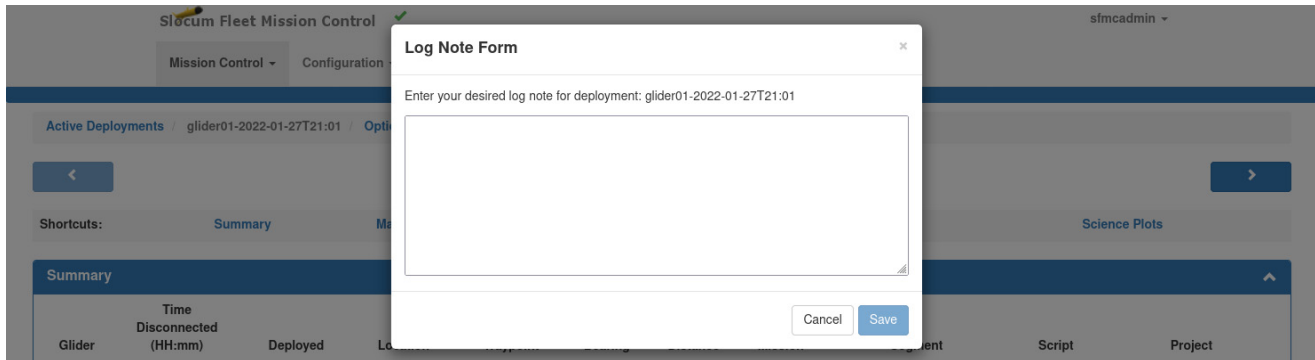 Slocum Fleet Mission Control
sfmcadmin
Mission Control
Configuration
Log Note Form
×
Enter your desired log note for deployment: glider01-2022-01-27T21:01
Cancel
Save
Active Deployments / glider01-2022-01-27T21:01 / 
Shortcuts:
Summary
Science Plots
Summary
Glider
Time
Disconnected
(HH:mm)
Deployed
Script
Project